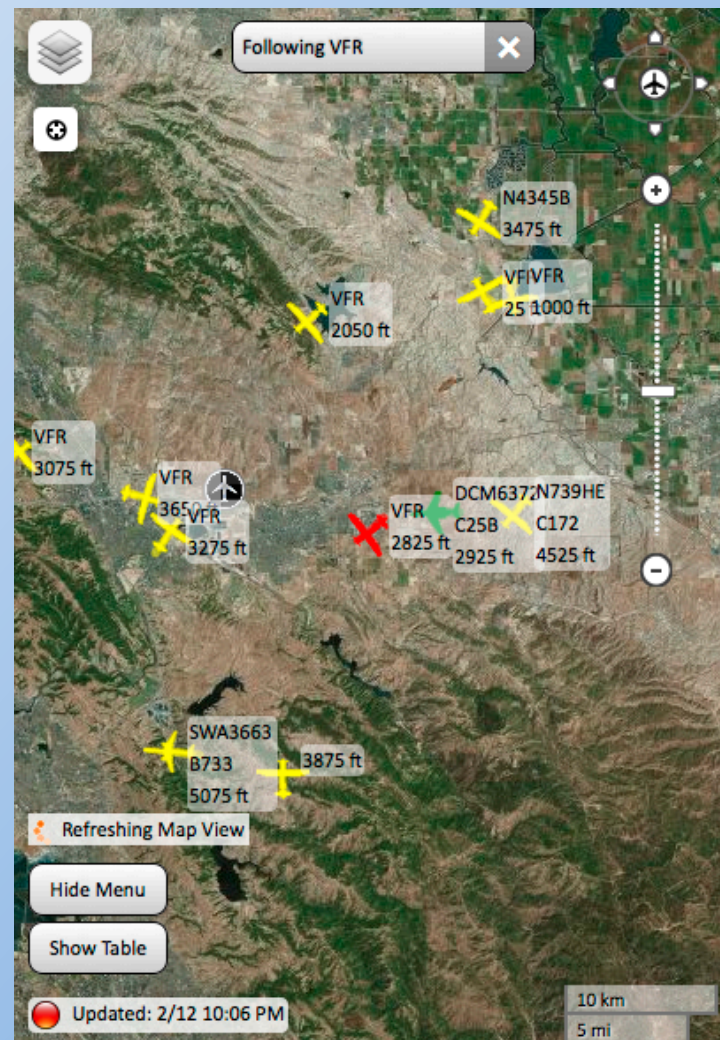 Following VFR
N4345B
3475 ft
VFR
1000 ft
VFR
2050 ft
VFR
3075 ft
VFR
VFR
3275 ft
VFR
2825 ft
DCM6372
C25B
2925 ft
N739HE
C172
4525 ft
SWA3663
B733
5075 ft
3875 ft
Refreshing Map View
Hide Menu
Show Table
Updated: 2/12 10:06 PM
10 km
5 mi